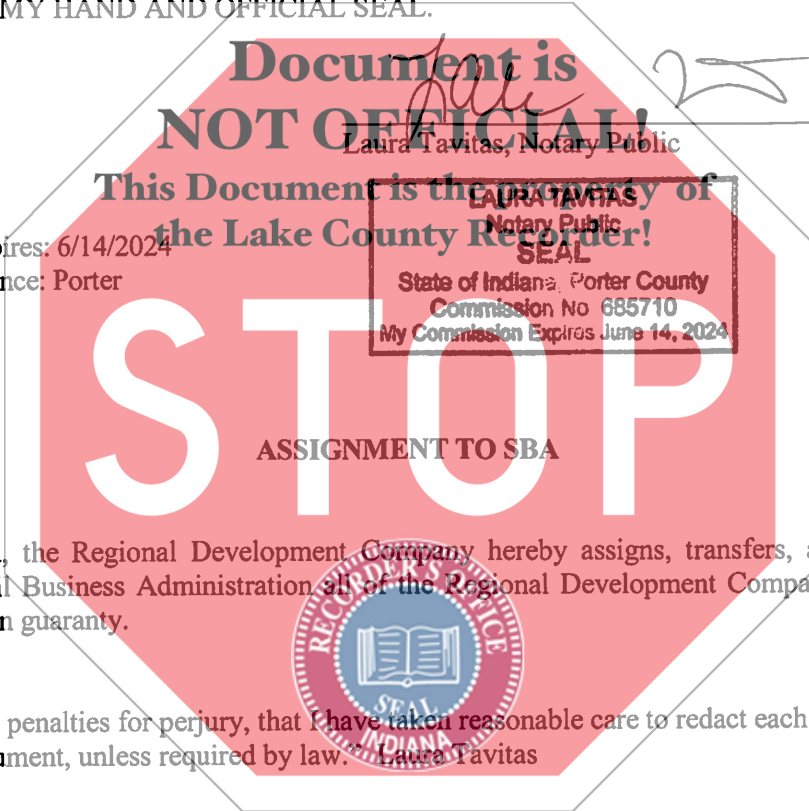 MY HAND AND OFFICIAL SEAL.
Document is
NOT OFFICIAL!
Laura Tavitas, Notary Public
This Document is the property of
the Lake County Recorder!
LAURA TAVITAS
Notary Public
SEAL
State of Indiana, Porter County
Commission No 685710
My Commission Expires June 14, 2024
ires: 6/14/2024
nce: Porter
STOP
ASSIGNMENT TO SBA
, the Regional Development Company hereby assigns, transfers, a
l Business Administration all of the Regional Development Compa
n guaranty.
RECORDER'S OFFICE
SEAL
INDIANA
penalties for perjury, that I have taken reasonable care to redact each
ument, unless required by law." Laura Tavitas